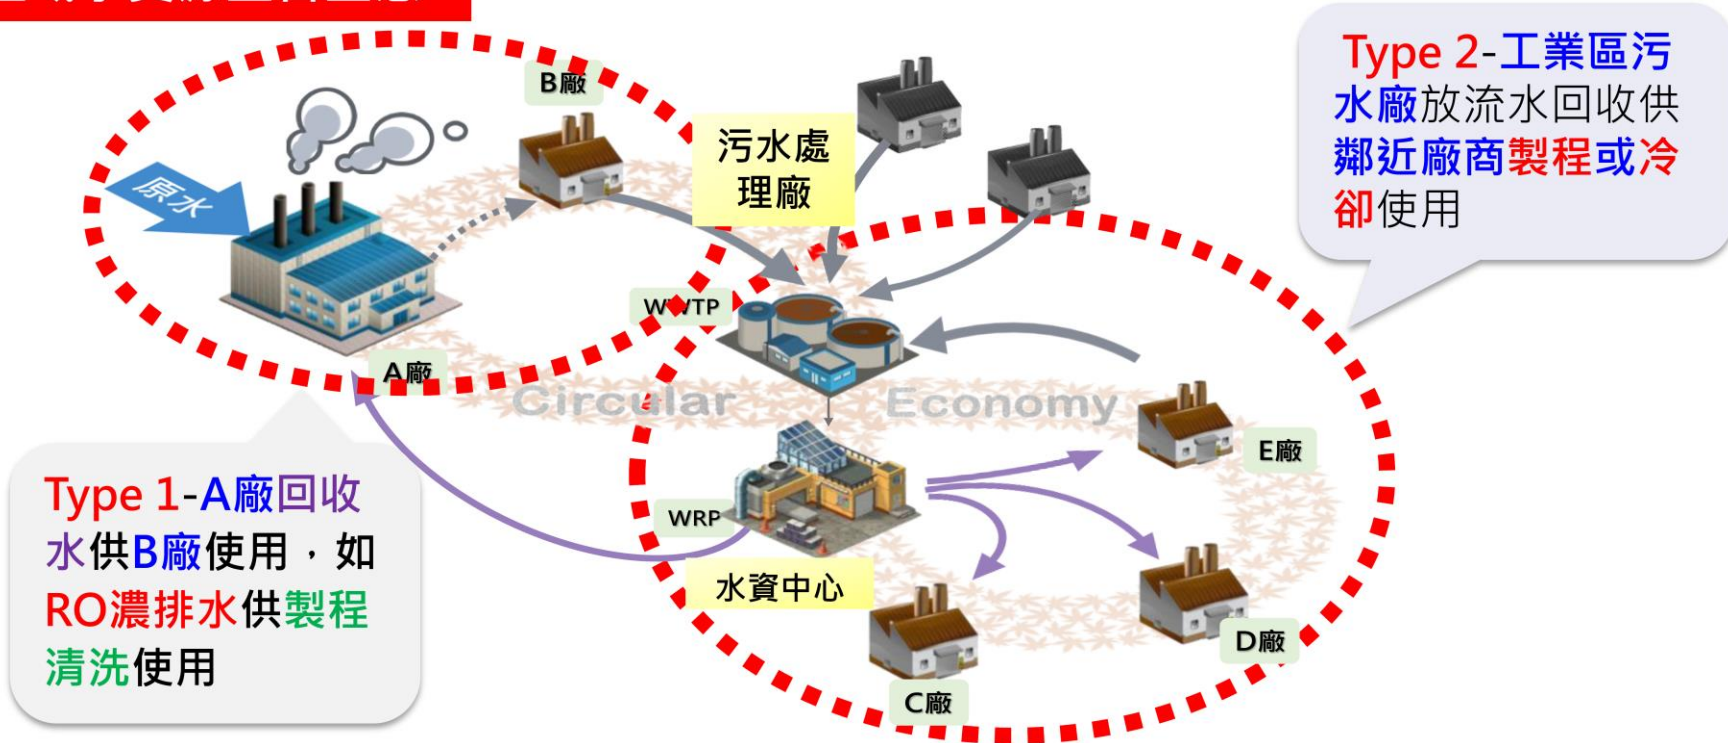 B廠
污水處
理廠
原水
WWTP
A廠
Circular Economy
Type 2-工業區污
水廠放流水回收供
鄰近廠商製程或冷
卻使用
Type 1-A廠回收
水供B廠使用，如
RO濃排水供製程
清洗使用
WRP
水資中心
E廠
D廠
C廠